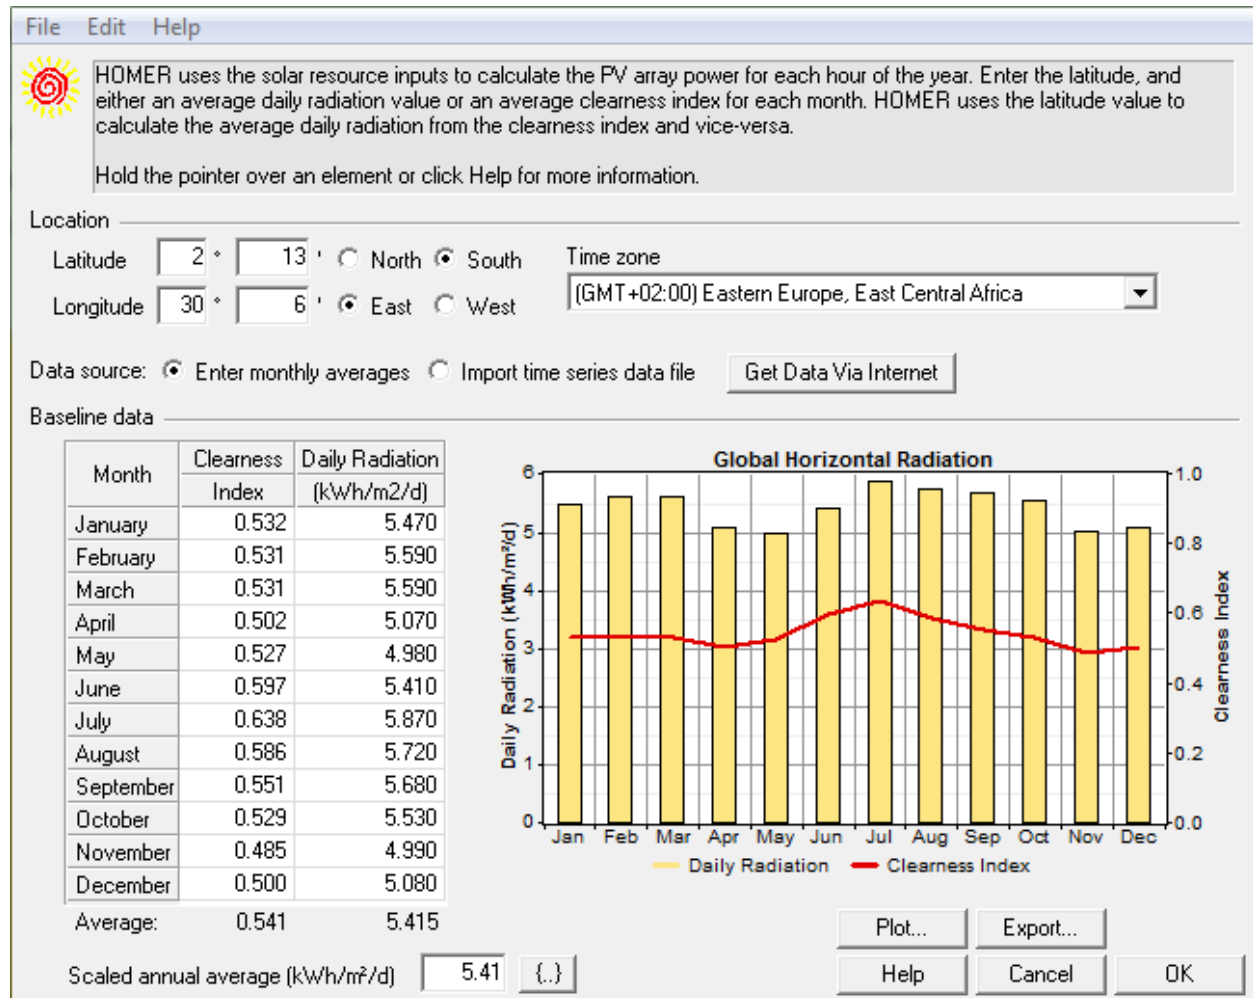 File Edit Help
HOMER uses the solar resource inputs to calculate the PV array power for each hour of the year. Enter the latitude, and
either an average daily radiation value or an average clearness index for each month. HOMER uses the latitude value to
calculate the average daily radiation from the clearness index and vice-versa.
Hold the pointer over an element or click Help for more information.
Location
Latitude 2 ° 13 ' North South
Time zone
Longitude 30 ° 6 ' East West
(GMT+02:00) Eastern Europe, East Central Africa
Data source: Enter monthly averages Import time series data file Get Data Via Internet
Baseline data
Month Clearness Index Daily Radiation (kWh/m2/d)
January 0.532 5.470
February 0.531 5.590
March 0.531 5.590
April 0.502 5.070
May 0.527 4.980
June 0.597 5.410
July 0.638 5.870
August 0.586 5.720
September 0.551 5.680
October 0.529 5.530
November 0.485 4.990
December 0.500 5.080
Average: 0.541 5.415
Scaled annual average (kWh/m²/d) 5.41 {..}
Global Horizontal Radiation
Daily Radiation (kWh/m²/d)
6
5
4
3
2
1
0
Clearness Index
1.0
0.8
0.6
0.4
0.2
0.0
Jan Feb Mar Apr May Jun Jul Aug Sep Oct Nov Dec
Daily Radiation Clearness Index
Plot... Export...
Help Cancel OK